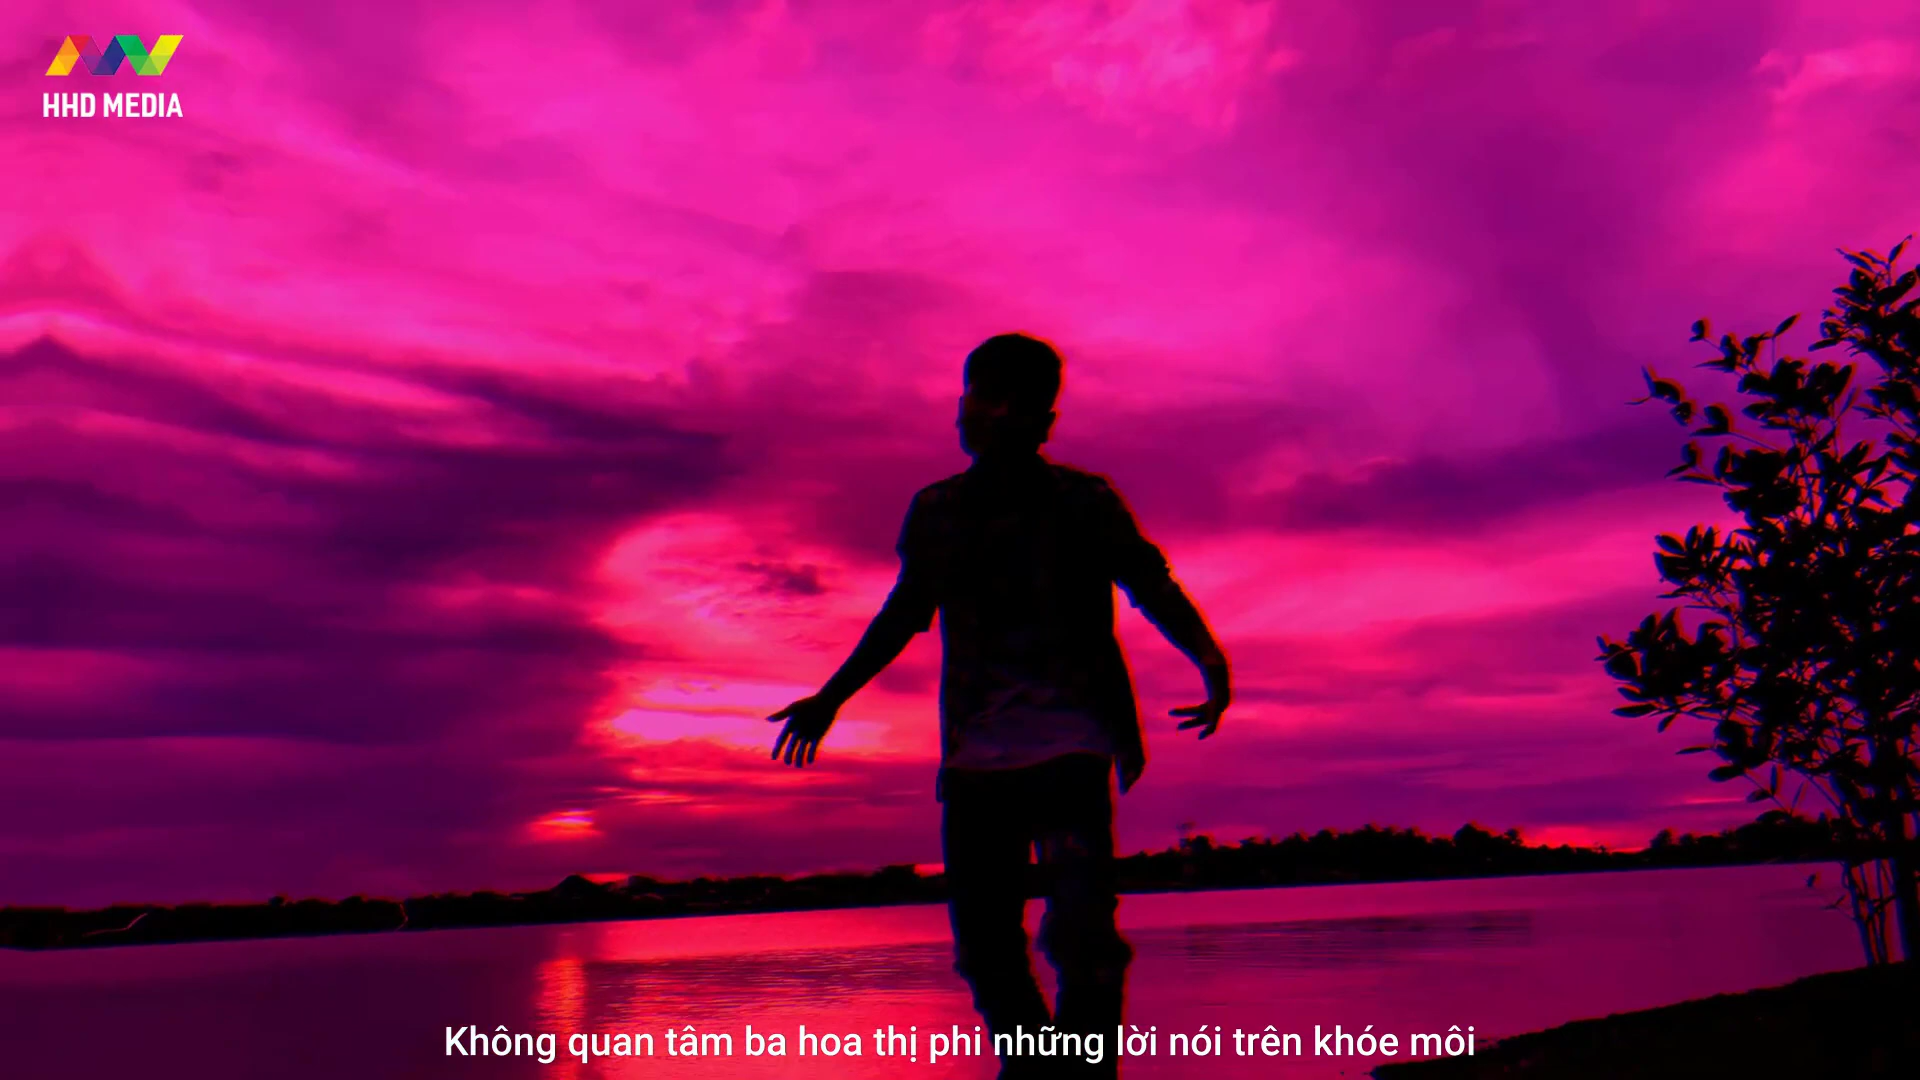 HHD MEDIA
Không quan tâm ba hoa thị phi những lời nói trên khóe môi